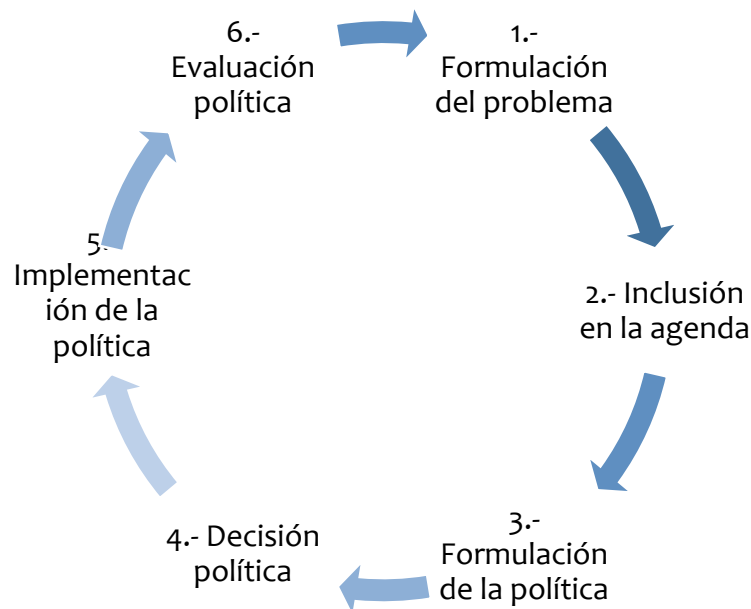 1.-
Formulación
del problema
2.- Inclusión
en la agenda
3.-
Formulación
de la política
4.- Decisión
política
5.-
Implementac
ión de la
política
6.-
Evaluación
política